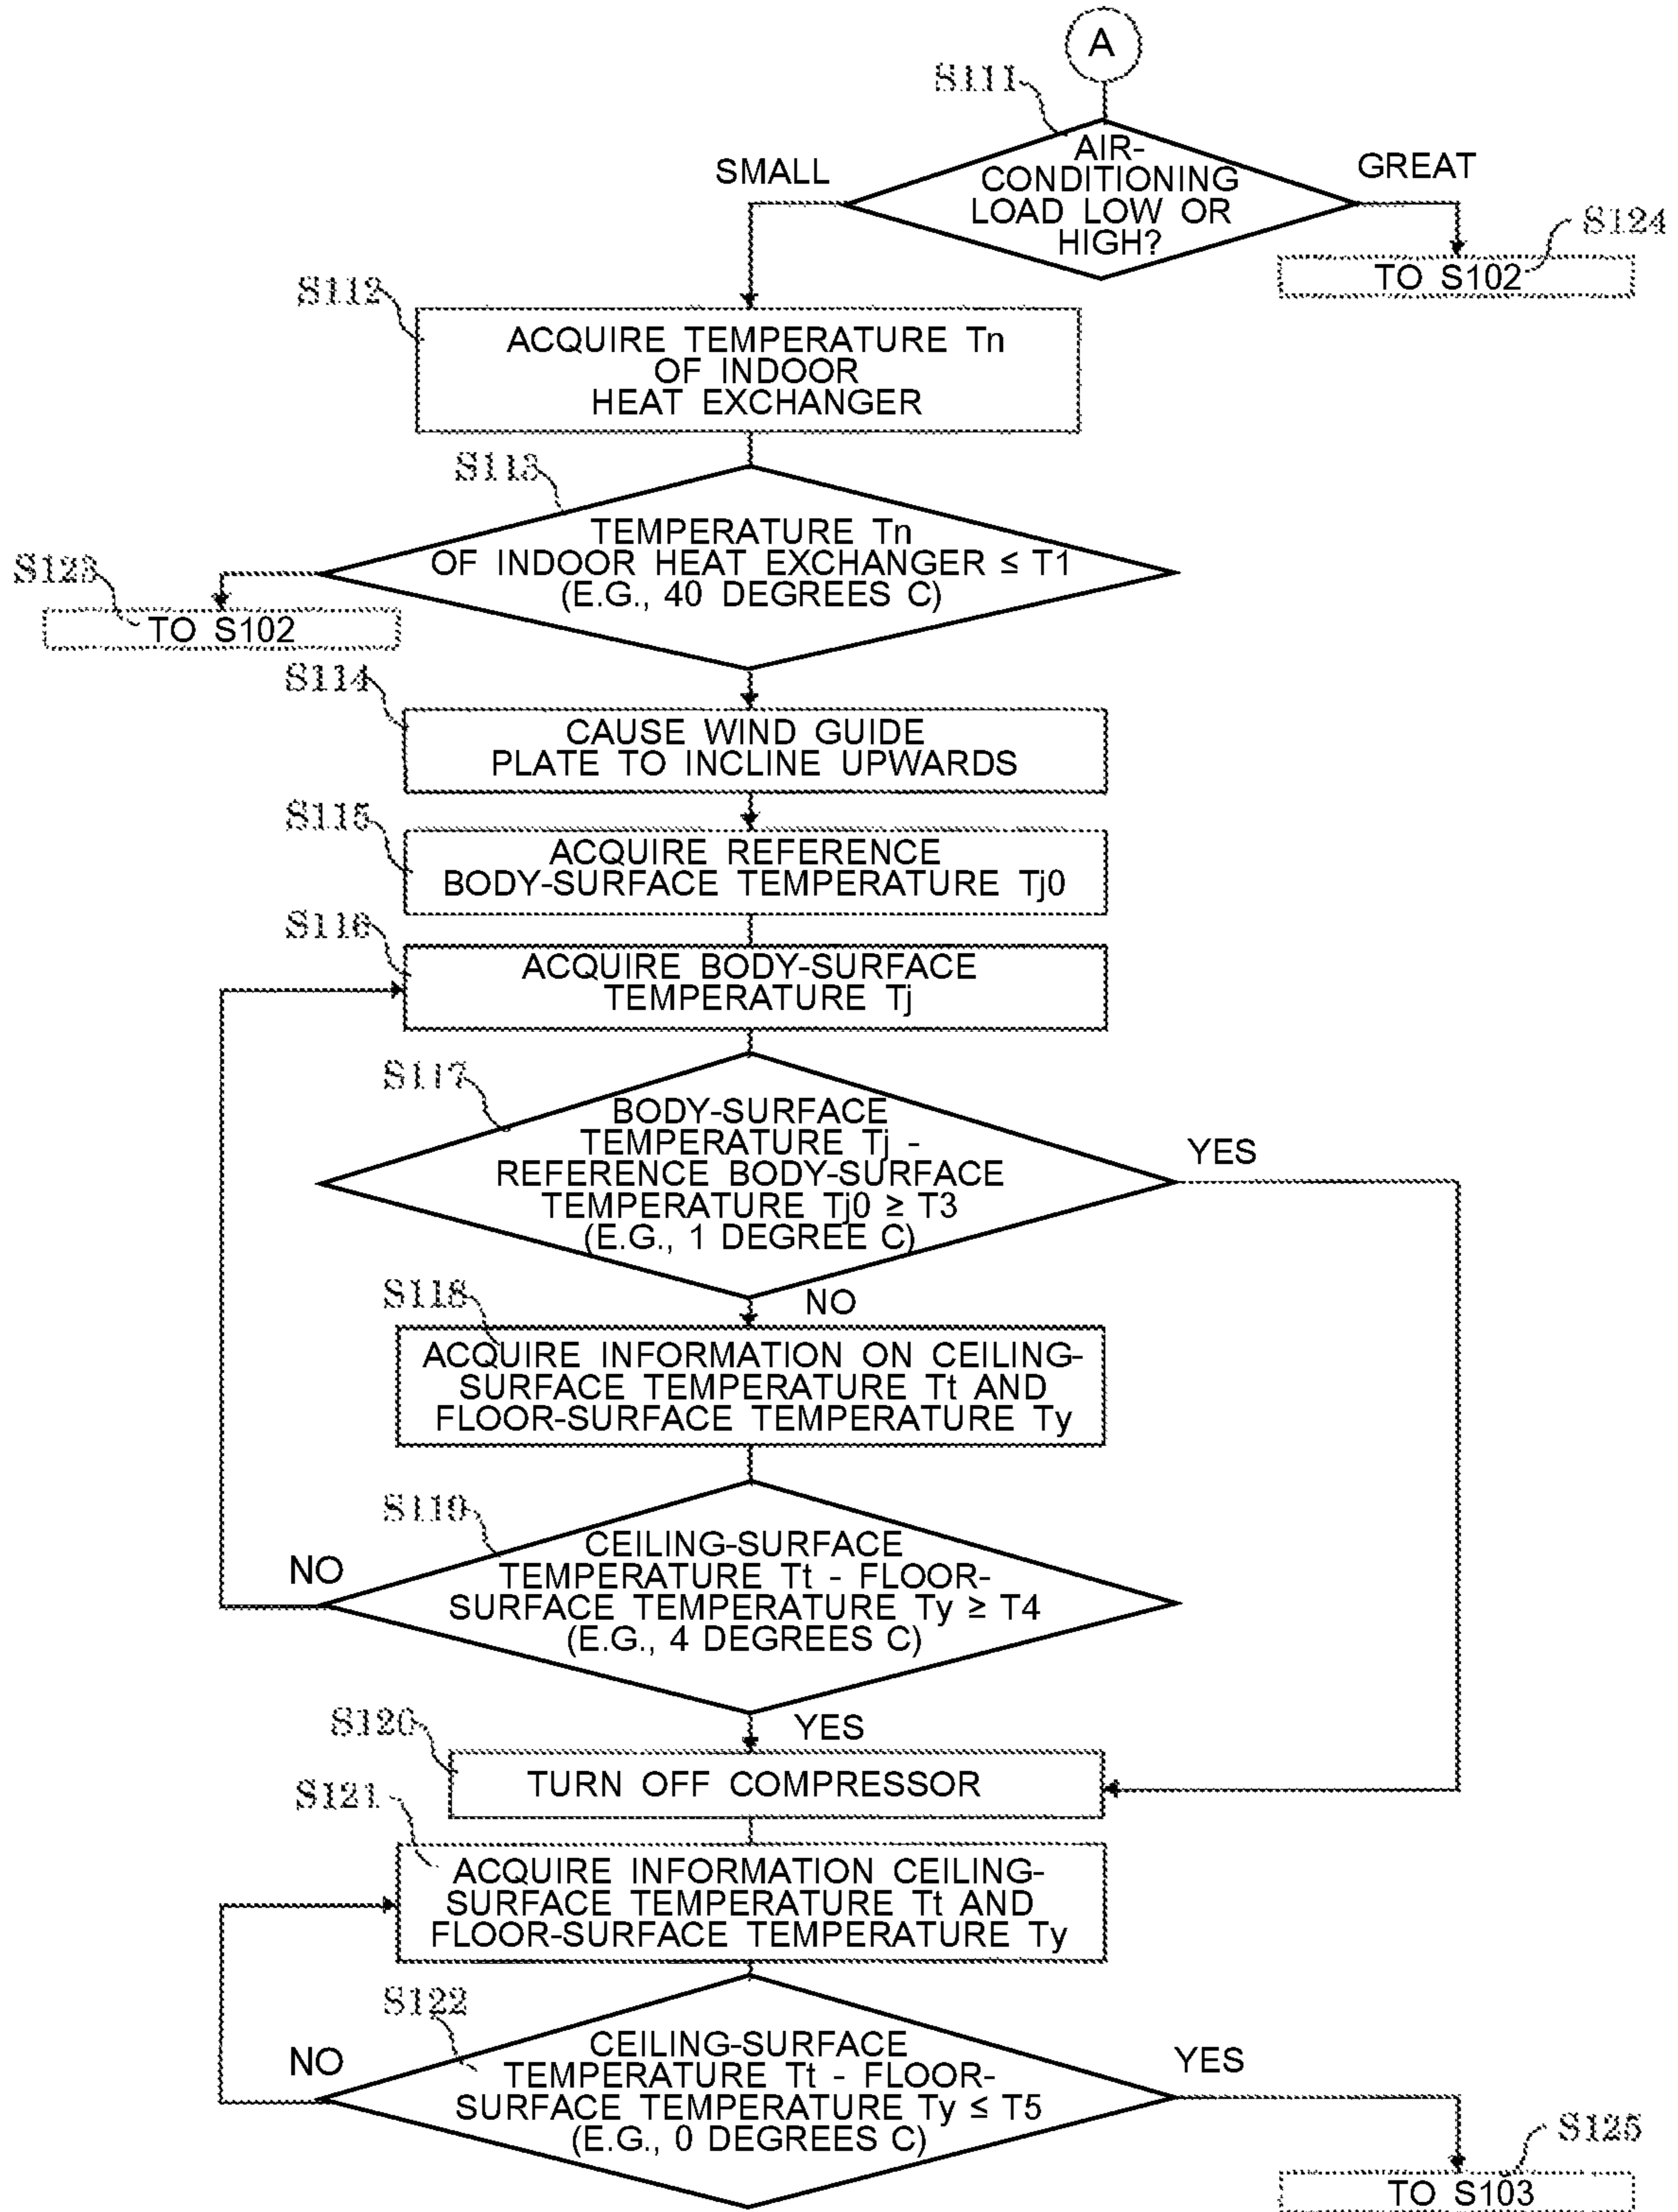 A
S111
AIR-
CONDITIONING
LOAD LOW OR
HIGH?
SMALL
GREAT
S124
TO S102
S112
ACQUIRE TEMPERATURE Tn
OF INDOOR
HEAT EXCHANGER
S113
TEMPERATURE Tn
OF INDOOR HEAT EXCHANGER ≤ T1
(E.G., 40 DEGREES C)
S123
TO S102
S114
CAUSE WIND GUIDE
PLATE TO INCLINE UPWARDS
S115
ACQUIRE REFERENCE
BODY-SURFACE TEMPERATURE Tj0
S116
ACQUIRE BODY-SURFACE
TEMPERATURE Tj
S117
BODY-SURFACE
TEMPERATURE Tj -
REFERENCE BODY-SURFACE
TEMPERATURE Tj0 ≥ T3
(E.G., 1 DEGREE C)
YES
NO
S118
ACQUIRE INFORMATION ON CEILING-
SURFACE TEMPERATURE Tt AND
FLOOR-SURFACE TEMPERATURE Ty
S119
CEILING-SURFACE
TEMPERATURE Tt - FLOOR-
SURFACE TEMPERATURE Ty ≥ T4
(E.G., 4 DEGREES C)
NO
YES
S120
TURN OFF COMPRESSOR
S121
ACQUIRE INFORMATION CEILING-
SURFACE TEMPERATURE Tt AND
FLOOR-SURFACE TEMPERATURE Ty
S122
CEILING-SURFACE
TEMPERATURE Tt - FLOOR-
SURFACE TEMPERATURE Ty ≤ T5
(E.G., 0 DEGREES C)
NO
YES
S125
TO S103